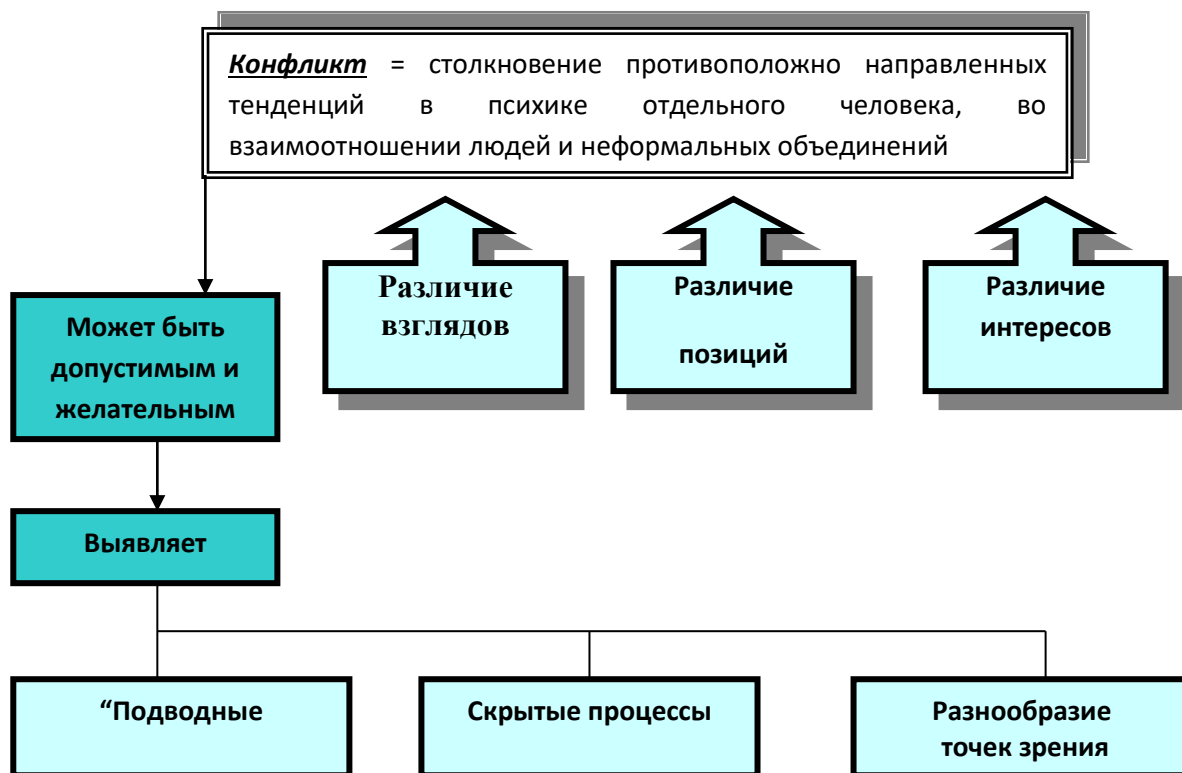 Конфликт = столкновение противоположно направленных
тенденций в психике отдельного человека, во
взаимоотношении людей и неформальных объединений
Различие
взглядов
Различие
позиций
Различие
интересов
Может быть
допустимым и
желательным
Выявляет
“Подводные
Скрытые процессы
Разнообразие
точек зрения